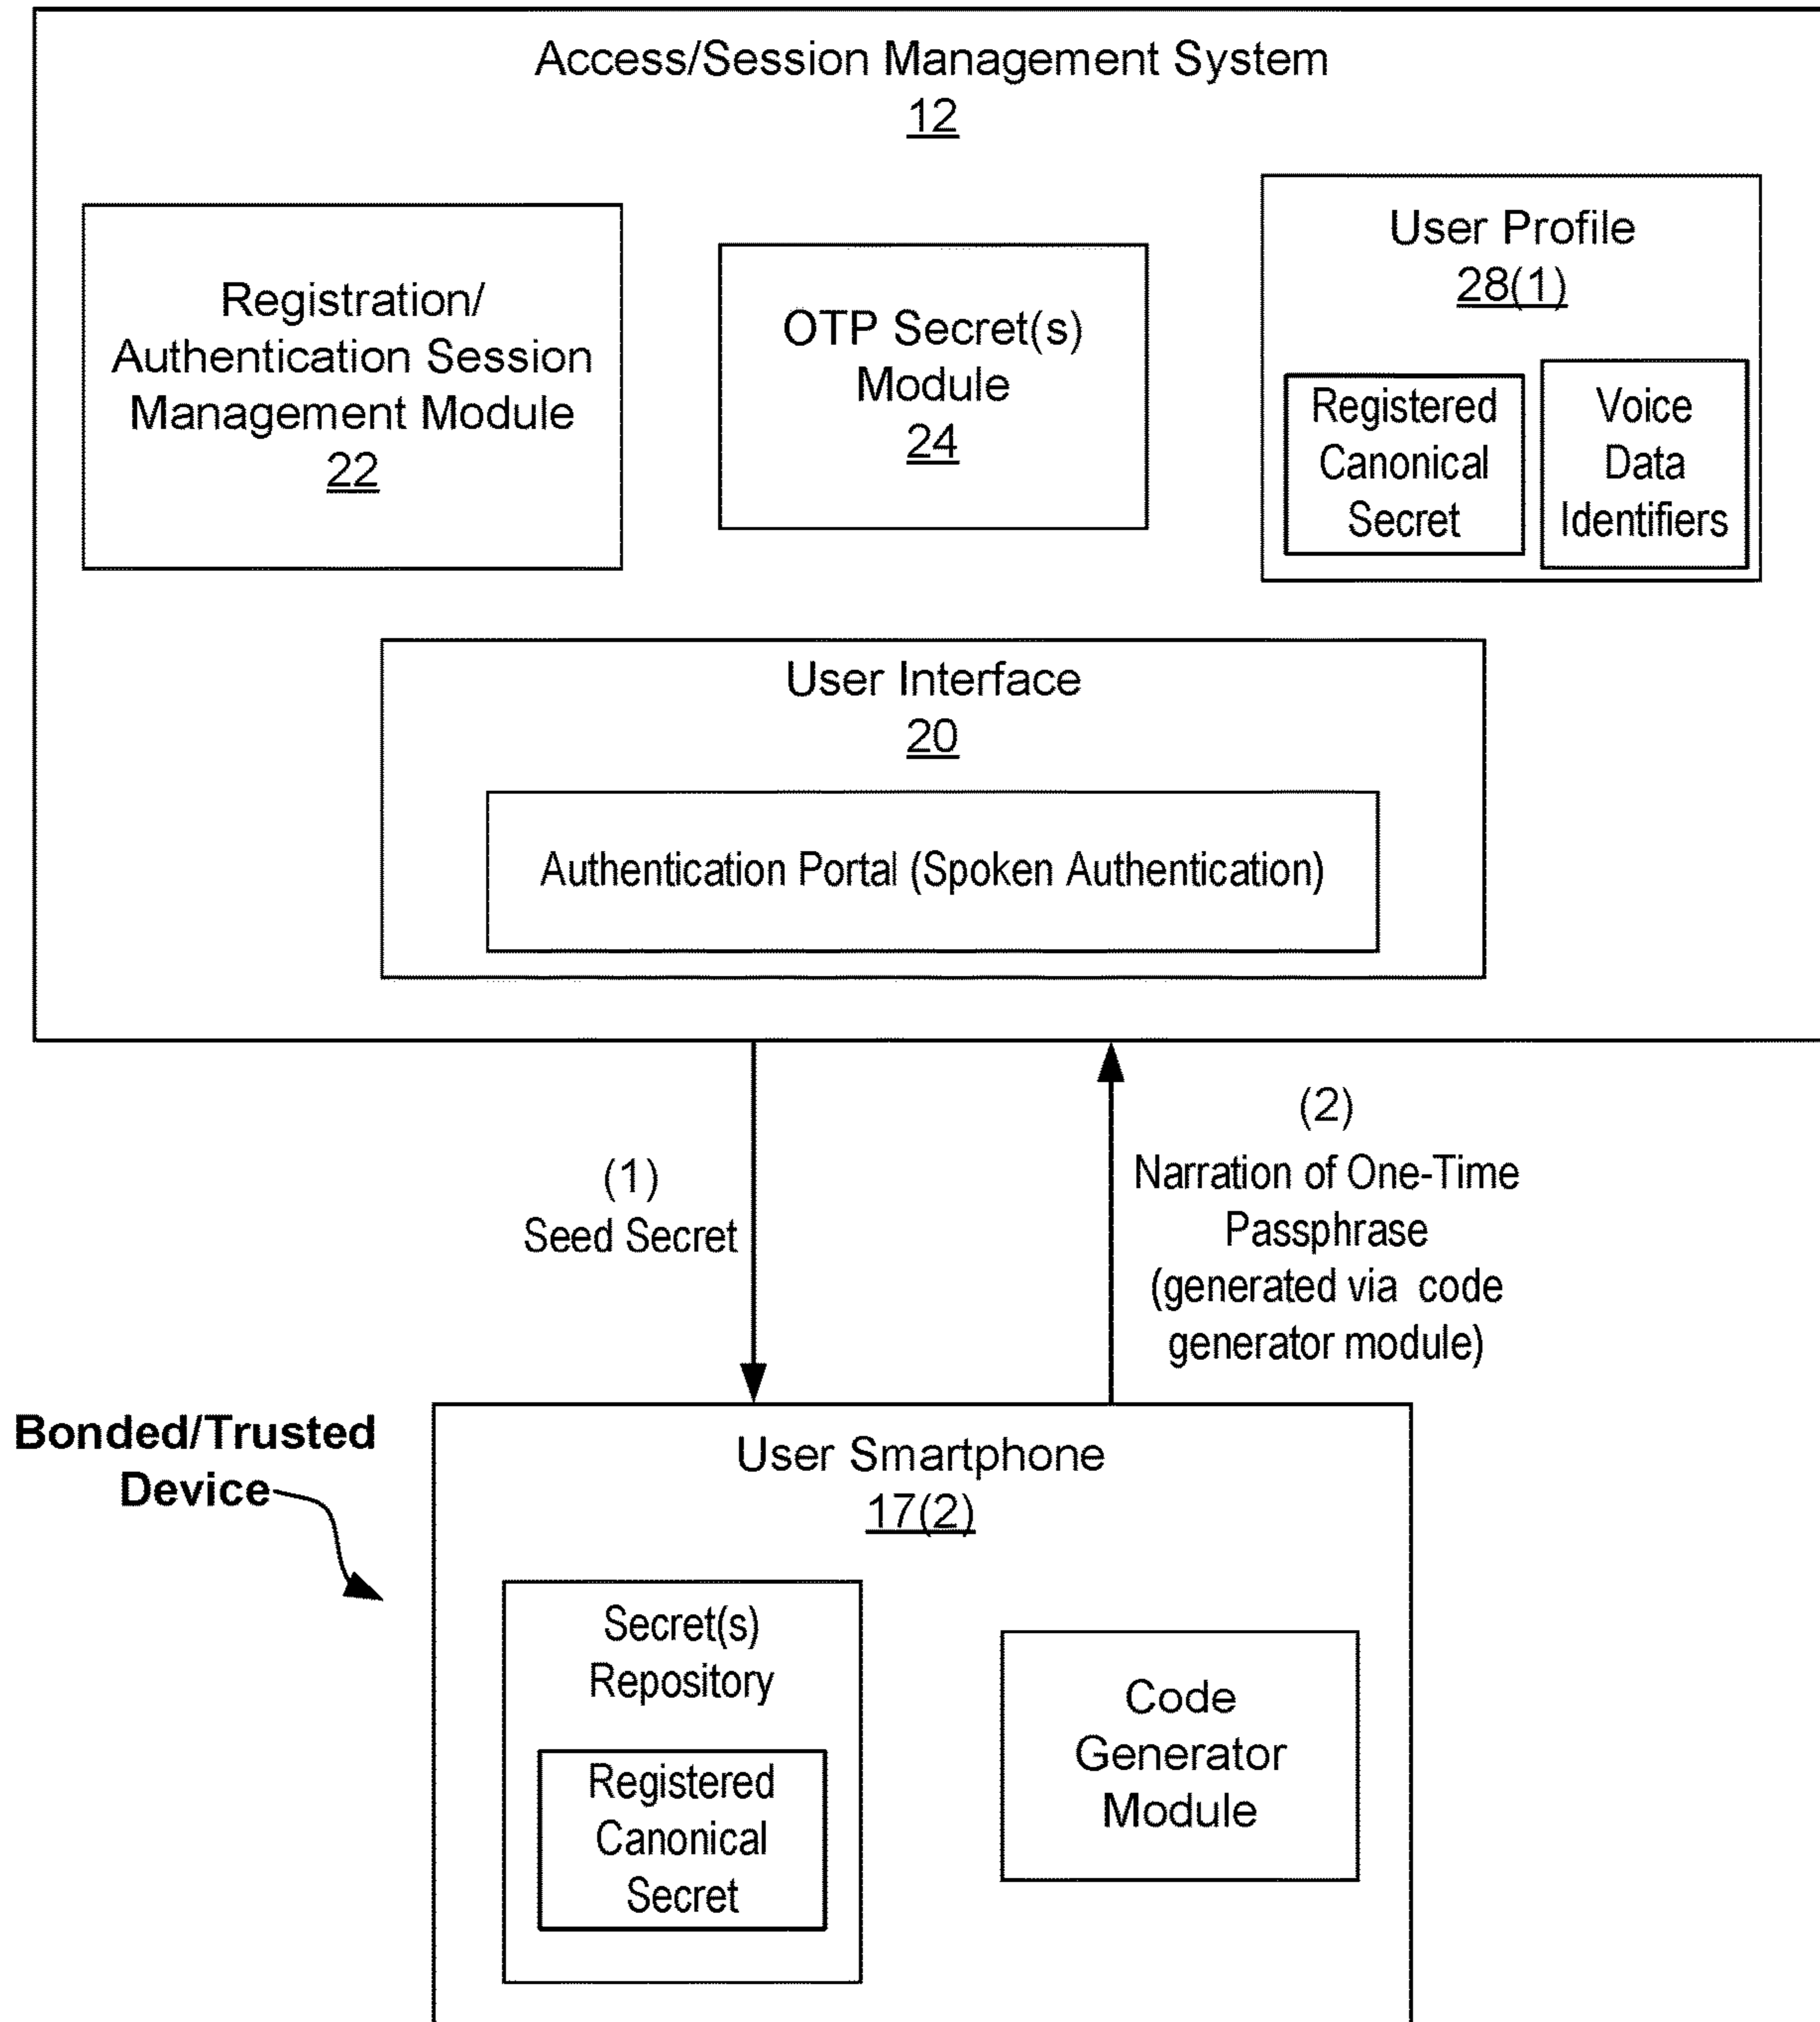 Access/Session Management System
12
Registration/
Authentication Session
Management Module
22
OTP Secret(s)
Module
24
User Profile
28(1)
Registered
Canonical
Secret
Voice
Data
Identifiers
User Interface
20
Authentication Portal (Spoken Authentication)
(1)
Seed Secret
(2)
Narration of One-Time
Passphrase
(generated via code
generator module)
Bonded/Trusted
Device
User Smartphone
17(2)
Secret(s)
Repository
Registered
Canonical
Secret
Code
Generator
Module